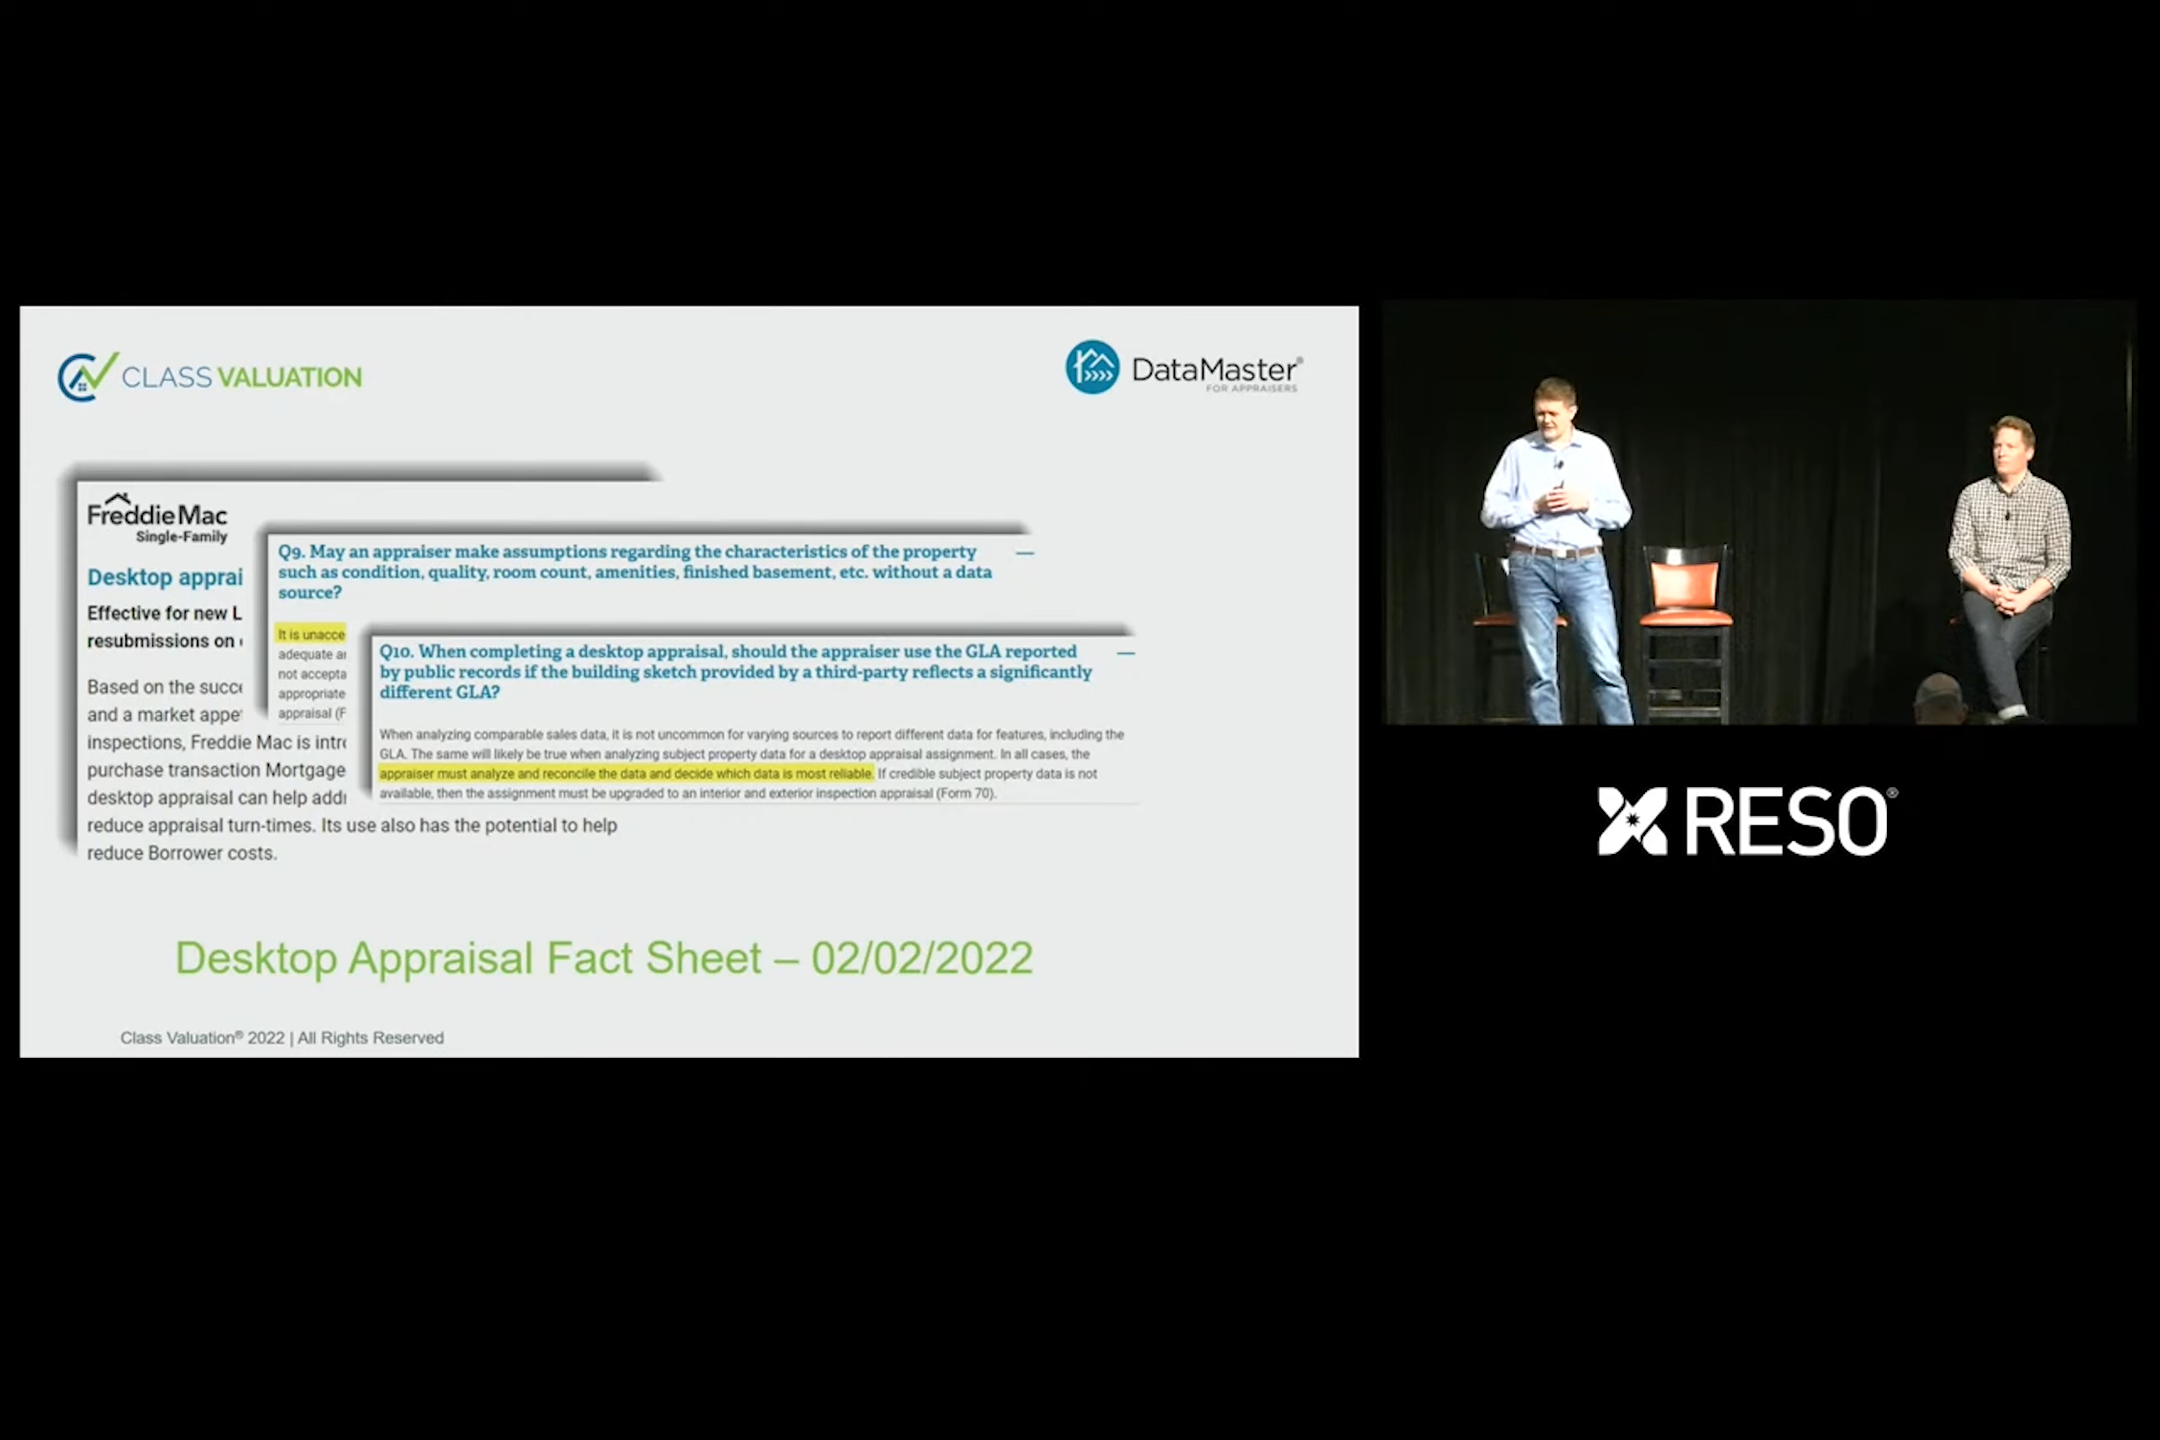 CLASS VALUATION
DataMaster®
FOR APPRAISERS
FreddieMac
Single-Family
Desktop apprai
Effective for new L
resubmissions on
Based on the succe
and a market appe
inspections, Freddie Mac is intr
purchase transaction Mortgage
desktop appraisal can help add
reduce appraisal turn-times. Its use also has the potential to help
reduce Borrower costs.
Q9. May an appraiser make assumptions regarding the characteristics of the property
such as condition, quality, room count, amenities, finished basement, etc. without a data
source?
It is unacce
adequate ar
not accepta
appropriate
appraisal (F
Q10. When completing a desktop appraisal, should the appraiser use the GLA reported
by public records if the building sketch provided by a third-party reflects a significantly
different GLA?
When analyzing comparable sales data, it is not uncommon for varying sources to report different data for features, including the
GLA. The same will likely be true when analyzing subject property data for a desktop appraisal assignment. In all cases, the
appraiser must analyze and reconcile the data and decide which data is most reliable. If credible subject property data is not
available, then the assignment must be upgraded to an interior and exterior inspection appraisal (Form 70).
Desktop Appraisal Fact Sheet – 02/02/2022
Class Valuation® 2022 | All Rights Reserved
RESO®